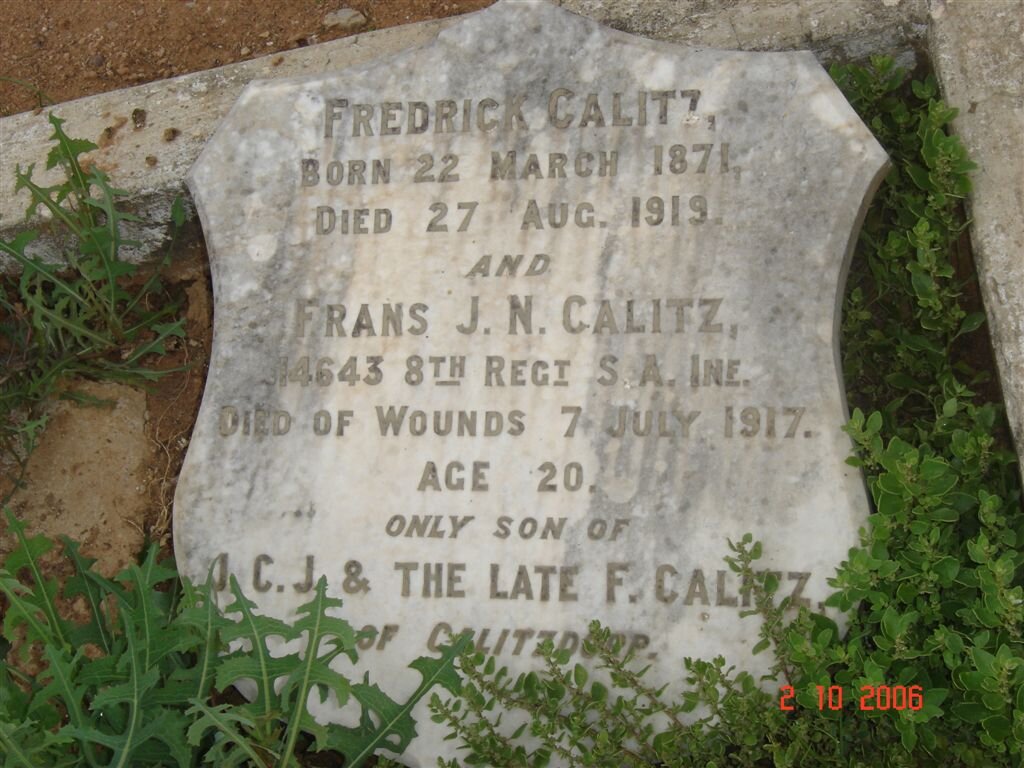 FREDRICK CALITZ,
BORN 22 MARCH 1871,
DIED 27 AUG. 1919.
AND
FRANS J. N. CALITZ,
14643 8TH REGT S. A. INF.
DIED OF WOUNDS 7 JULY 1917.
AGE 20.
ONLY SON OF
J. C. J. & THE LATE F. CALITZ,
OF CALITZDORP.
2 10 2006